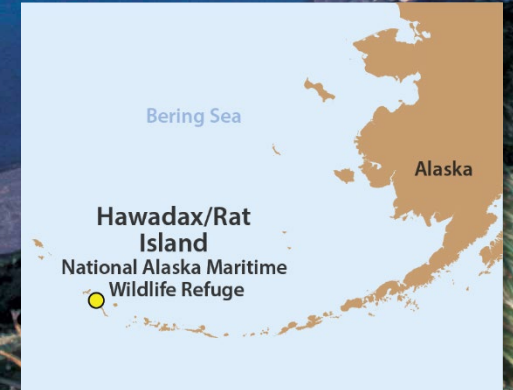 Bering Sea
Alaska
Hawadax/Rat
Island
National Alaska Maritime
Wildlife Refuge